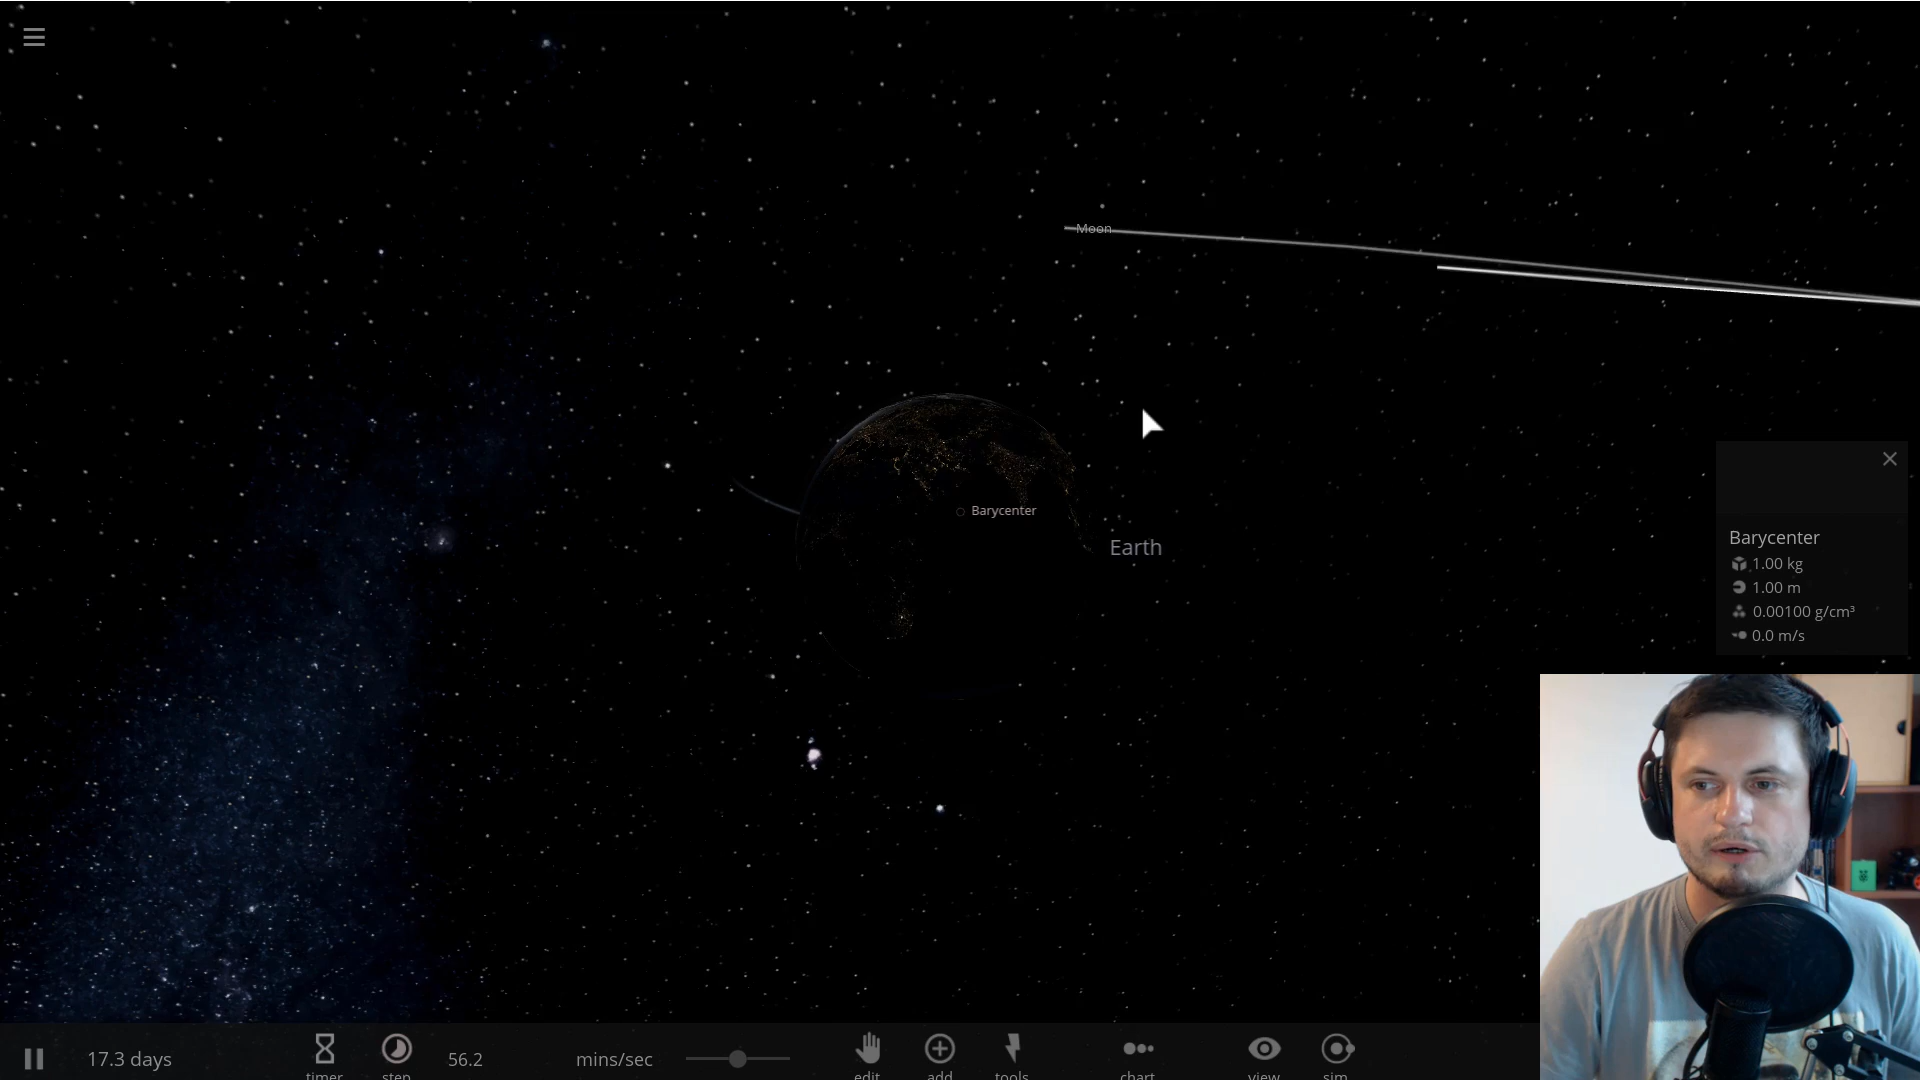 Moon
Barycenter
Earth
Barycenter
1.00 kg
1.00 m
0.00100 g/cm³
0.0 m/s
17.3 days
timer
step
56.2
mins/sec
edit
add
tools
chart
view
sim